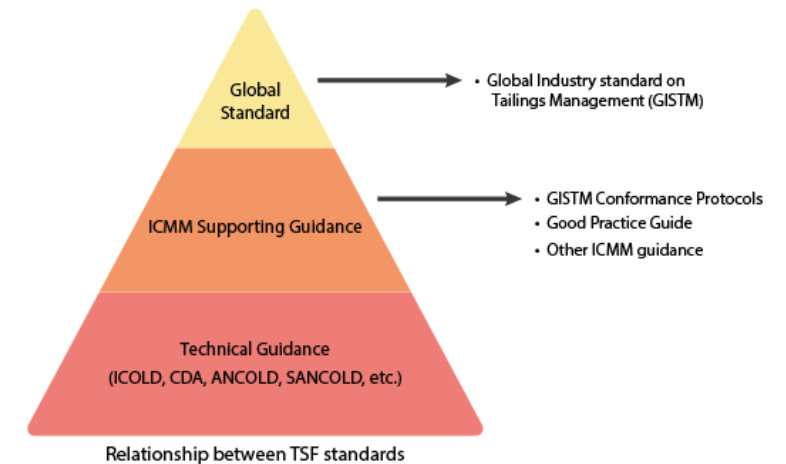 Global
Standard
• Global Industry standard on
Tailings Management (GISTM)
ICMM Supporting Guidance
• GISTM Conformance Protocols
• Good Practice Guide
• Other ICMM guidance
Technical Guidance
(ICOLD, CDA, ANCOLD, SANCOLD, etc.)
Relationship between TSF standards